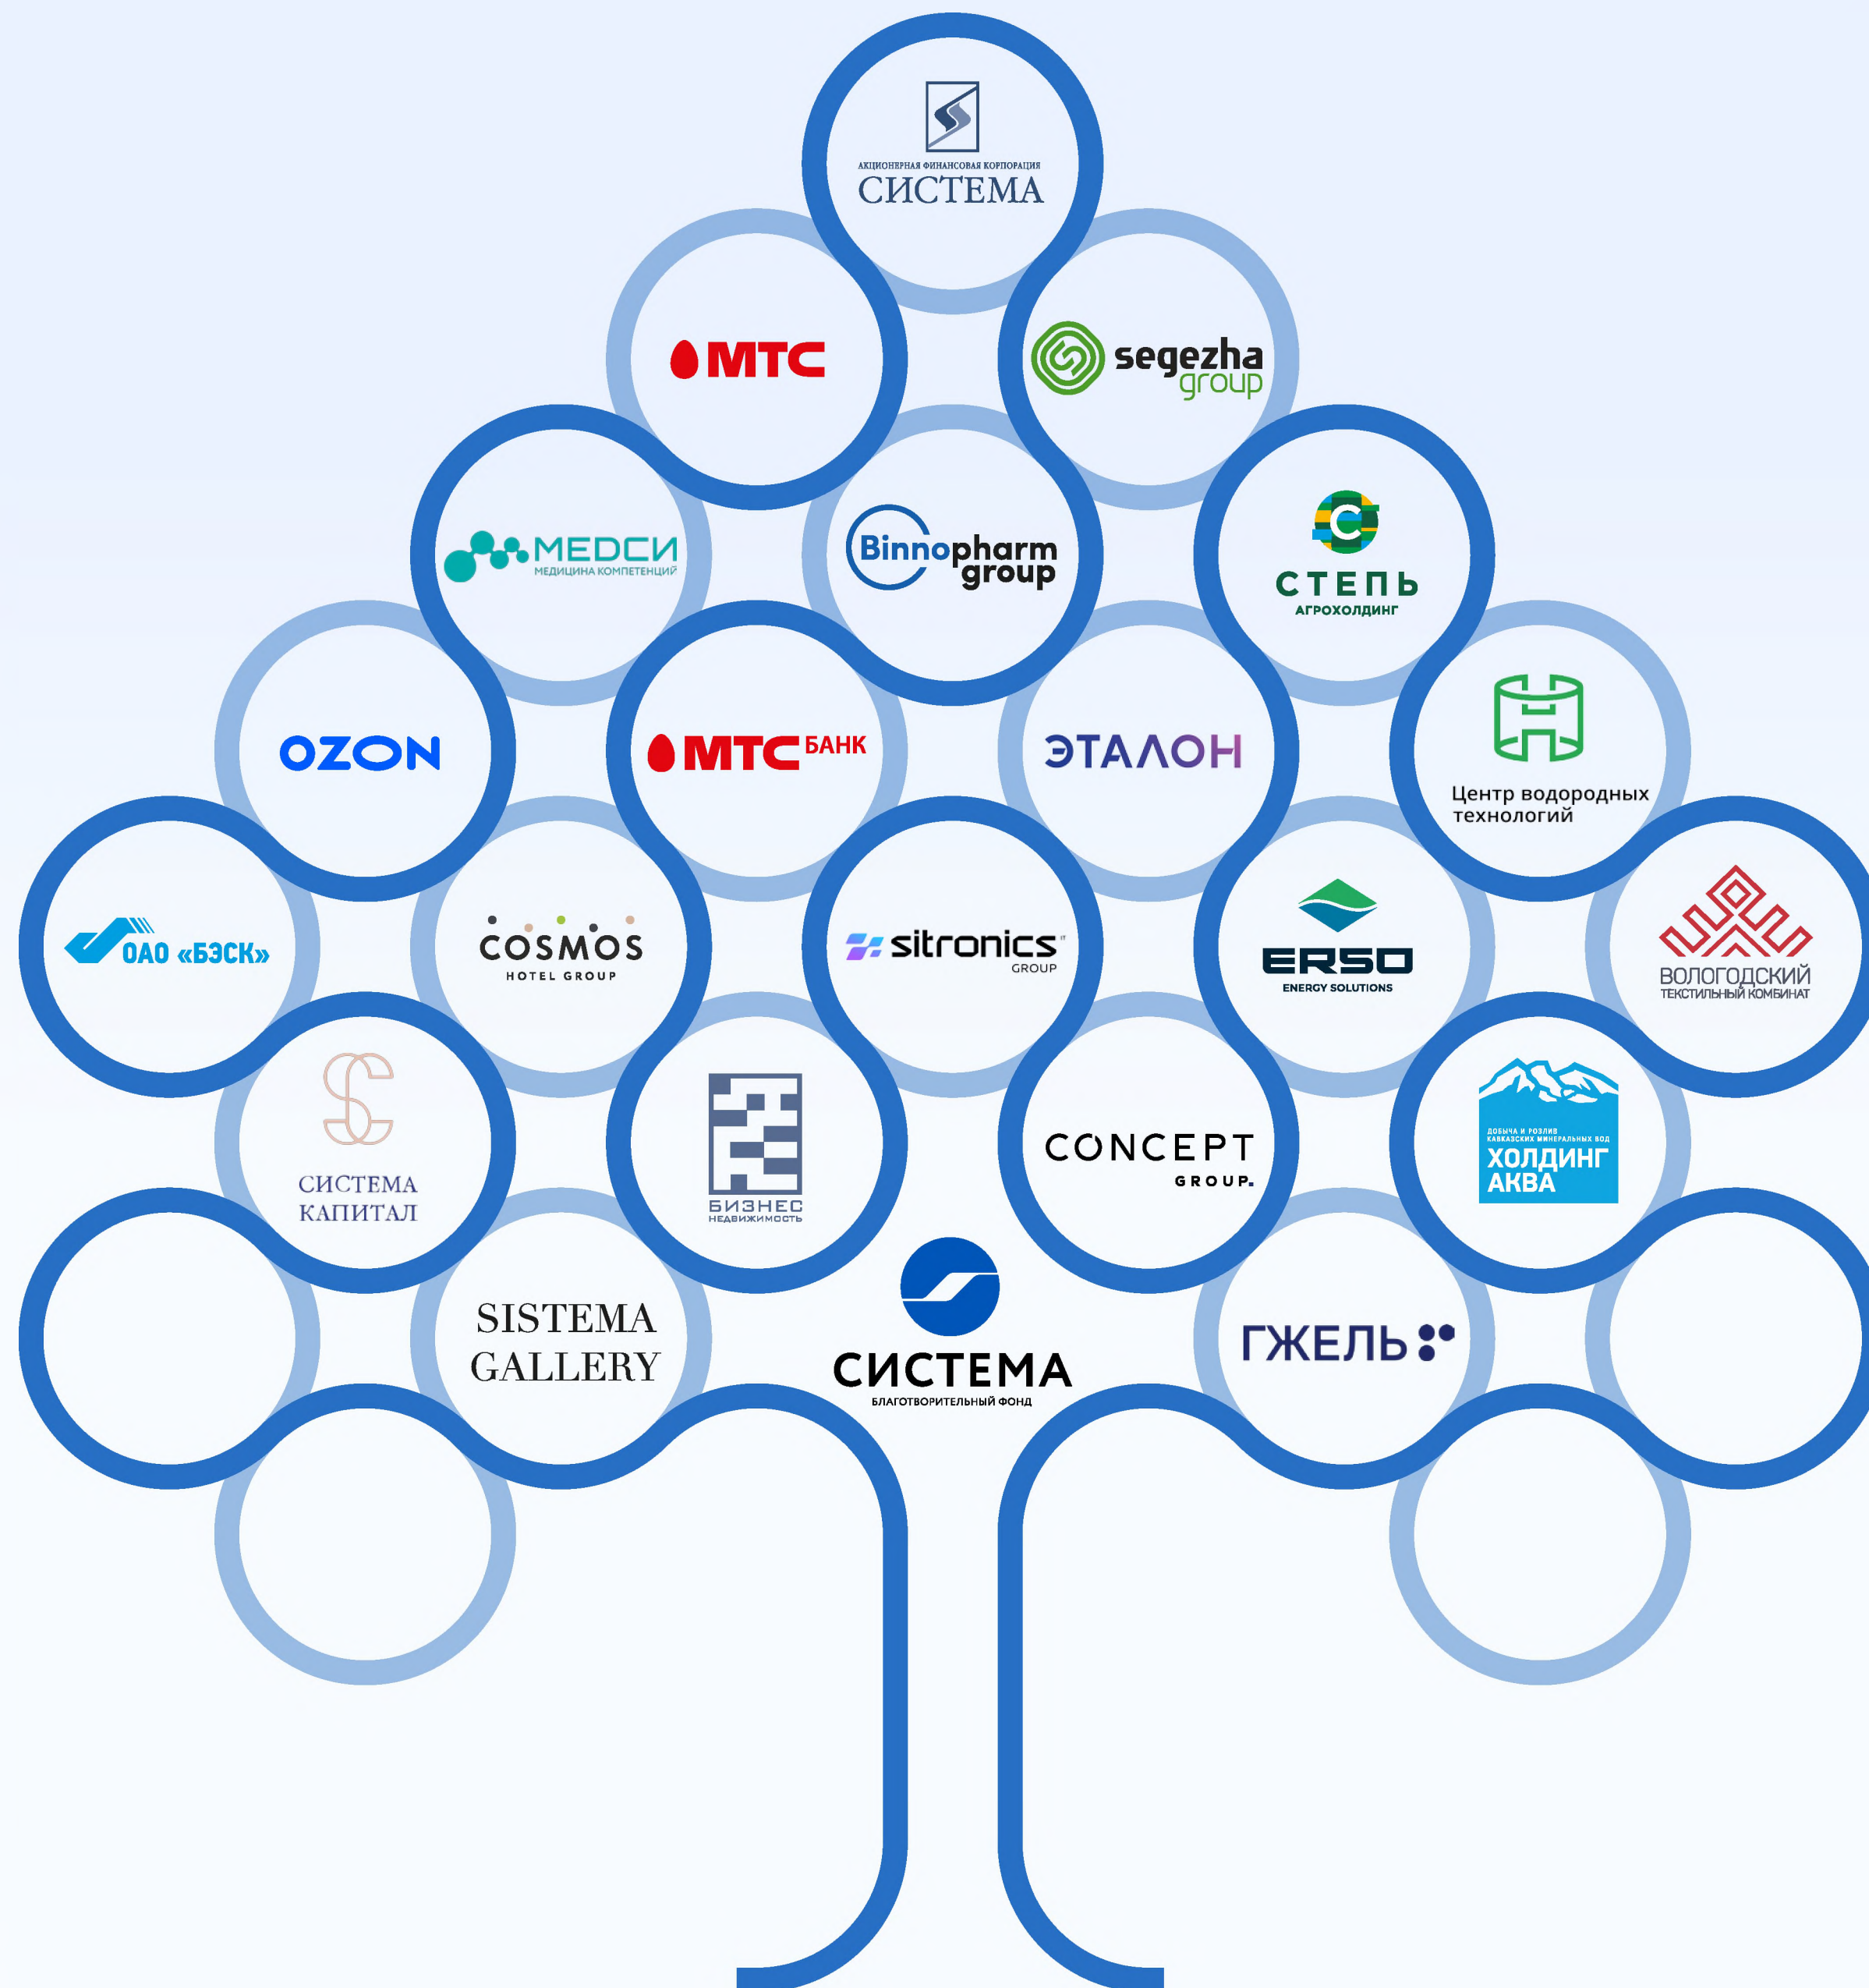 АКЦИОНЕРНАЯ ФИНАНСОВАЯ КОРПОРАЦИЯ
СИСТЕМА
МТС
segezha
group
МЕДСИ
МЕДИЦИНА КОМПЕТЕНЦИЙ
Binnopharm
group
СТЕПЬ
АГРОХОЛДИНГ
OZON
МТС БАНК
ЭТАЛОН
Центр водородных
технологий
ОАО «БЭСК»
COSMOS
HOTEL GROUP
sitronics IT
GROUP
ERSO
ENERGY SOLUTIONS
ВОЛОГОДСКИЙ
ТЕКСТИЛЬНЫЙ КОМБИНАТ
СИСТЕМА
КАПИТАЛ
БИЗНЕС
НЕДВИЖИМОСТЬ
CONCEPT
GROUP.
ДОБЫЧА И РОЗЛИВ
КАВКАЗСКИХ МИНЕРАЛЬНЫХ ВОД
ХОЛДИНГ
АКВА
SISTEMA
GALLERY
СИСТЕМА
БЛАГОТВОРИТЕЛЬНЫЙ ФОНД
ГЖЕЛЬ